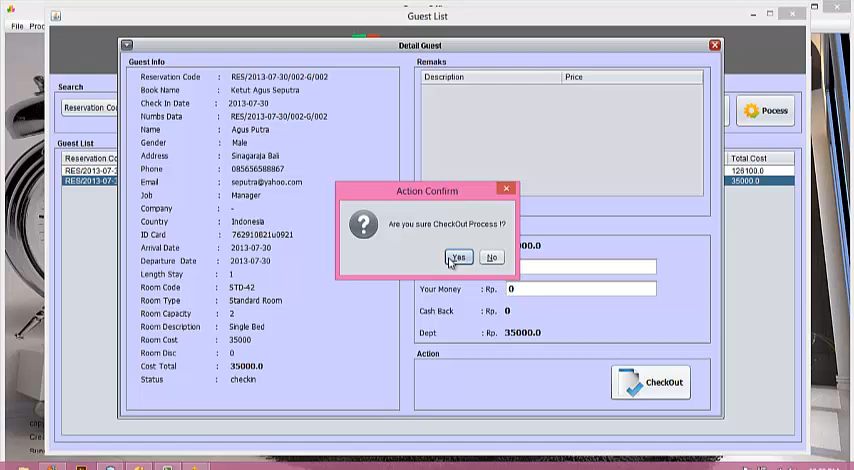 Guest List
File
Detail Guest
Guest Info
Remaks
Reservation Code : RES/2013-07-30/002-G/002
Description Price
Book Name : Ketut Agus Seputra
Check In Date : 2013-07-30
Numbs Data : RES/2013-07-30/002-G/002
Name : Agus Putra
Gender : Male
Address : Sinagaraja Bali
Phone : 085656588867
Email : seputra@yahoo.com
Job : Manager
Company : -
Country : Indonesia
ID Card : 762910821u0921
Arrival Date : 2013-07-30
Departure Date : 2013-07-30
Length Stay : 1
Room Code : STD-42
Room Type : Standard Room
Room Capacity : 2
Room Description : Single Bed
Room Cost : 35000
Room Disc : 0
Cost Total : 35000.0
Status : checkin
Search
Reservation Cod
Pocess
Guest List
Reservation Co
Total Cost
RES/2013-07-3
126100.0
RES/2013-07-3
35000.0
Action Confirm
Are you sure CheckOut Process !?
Yes No
Your Money : Rp. 0
Cash Back : Rp. 0
Dept : Rp. 35000.0
Action
CheckOut